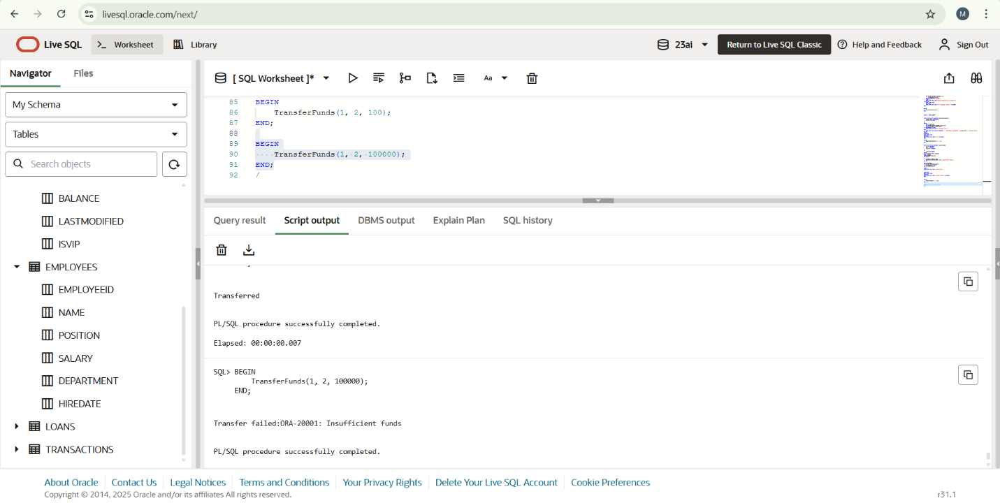 livesql.oracle.com/next/
M
Live SQL
Worksheet
Library
23ai
Return to Live SQL Classic
Help and Feedback
Sign Out
Navigator
Files
My Schema
Tables
Search objects
BALANCE
LASTMODIFIED
ISVIP
EMPLOYEES
EMPLOYEEID
NAME
POSITION
SALARY
DEPARTMENT
HIREDATE
LOANS
TRANSACTIONS
[ SQL Worksheet ]*
Aa
85 BEGIN
86 TransferFunds(1, 2, 100);
87 END;
88
89 BEGIN
90 ····TransferFunds(1,·2,·100000);
91 END;
92 /
Query result
Script output
DBMS output
Explain Plan
SQL history
Transferred
PL/SQL procedure successfully completed.
Elapsed: 00:00:00.007
SQL> BEGIN
TransferFunds(1, 2, 100000);
END;
Transfer failed:ORA-20001: Insufficient funds
PL/SQL procedure successfully completed.
About Oracle
Contact Us
Legal Notices
Terms and Conditions
Your Privacy Rights
Delete Your Live SQL Account
Cookie Preferences
Copyright © 2014, 2025 Oracle and/or its affiliates All rights reserved.
r31.1